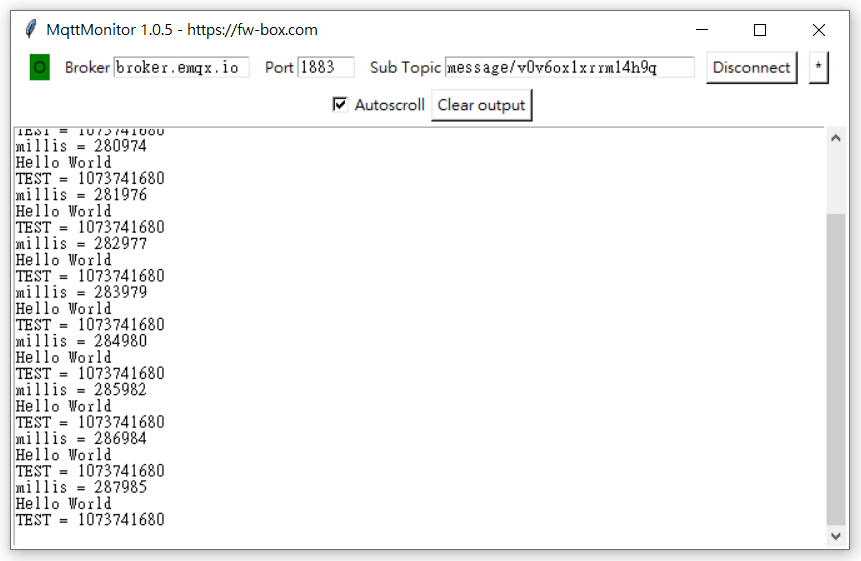 MqttMonitor 1.0.5 - https://fw-box.com
O Broker broker.emqx.io Port 1883 Sub Topic message/v0v6ox1xrrm14h9q Disconnect *
Autoscroll Clear output
TEST = 1073741680
millis = 280974
Hello World
TEST = 1073741680
millis = 281976
Hello World
TEST = 1073741680
millis = 282977
Hello World
TEST = 1073741680
millis = 283979
Hello World
TEST = 1073741680
millis = 284980
Hello World
TEST = 1073741680
millis = 285982
Hello World
TEST = 1073741680
millis = 286984
Hello World
TEST = 1073741680
millis = 287985
Hello World
TEST = 1073741680